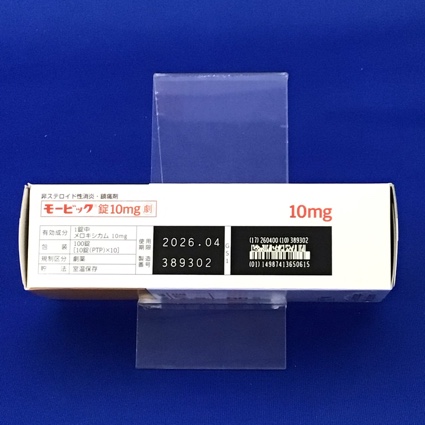 非ステロイド性消炎・鎮痛剤
モービック錠10mg 劇
10mg
有効成分 1錠中 メロキシカム 10mg
包装 100錠 [10錠(PTP)×10]
規制区分 劇薬
貯法 室温保存
使用期限 2026.04
製造番号 389302
(17) 260400 (10) 389302
(01) 14987413650615